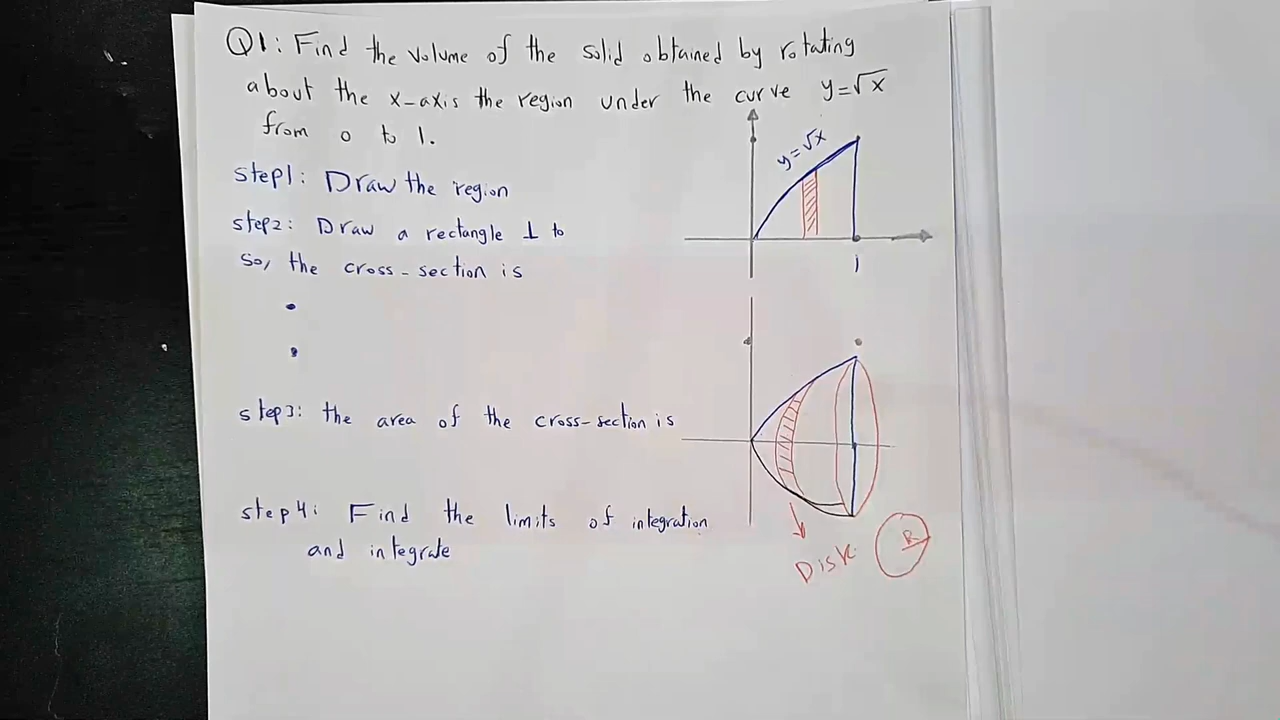 Q1: Find the volume of the solid obtained by rotating
about the x-axis the region under the curve y=√x
from 0 to 1.
y=√x
step1: Draw the region
step2: Draw a rectangle ⊥ to
so, the cross-section is
1
step3: the area of the cross-section is
step4: Find the limits of integration
and integrate
Disk
R